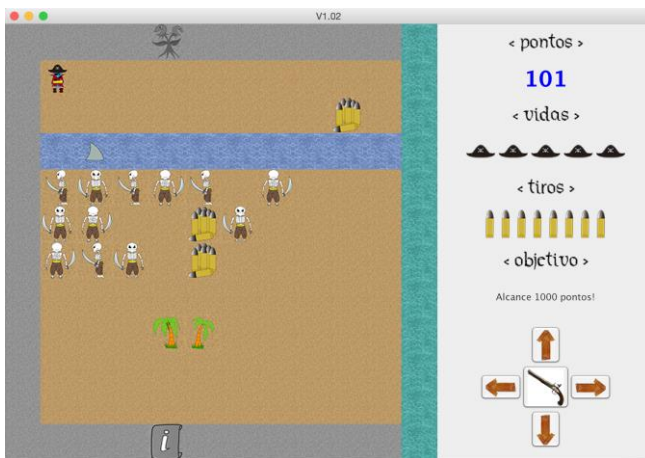 V1.02
< pontos >
101
< vidas >
< tiros >
< objetivo >
Alcance 1000 pontos!
i